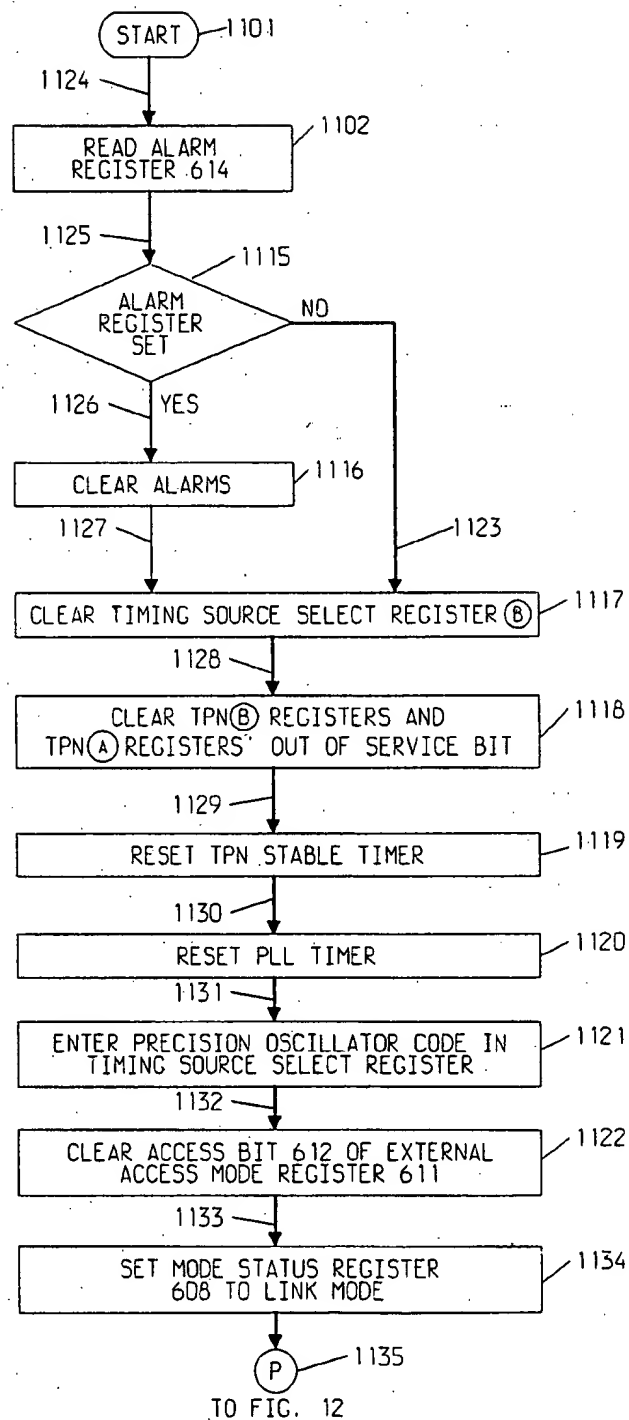 START
1101
1124
READ ALARM
REGISTER 614
1102
1125
1115
ALARM
REGISTER
SET
NO
1126
YES
CLEAR ALARMS
1116
1127
1123
CLEAR TIMING SOURCE SELECT REGISTER B
1117
1128
CLEAR TPN B REGISTERS AND
TPN A REGISTERS' OUT OF SERVICE BIT
1118
1129
RESET TPN STABLE TIMER
1119
1130
RESET PLL TIMER
1120
1131
ENTER PRECISION OSCILLATOR CODE IN
TIMING SOURCE SELECT REGISTER
1121
1132
CLEAR ACCESS BIT 612 OF EXTERNAL
ACCESS MODE REGISTER 611
1122
1133
SET MODE STATUS REGISTER
608 TO LINK MODE
1134
P
1135
TO FIG. 12